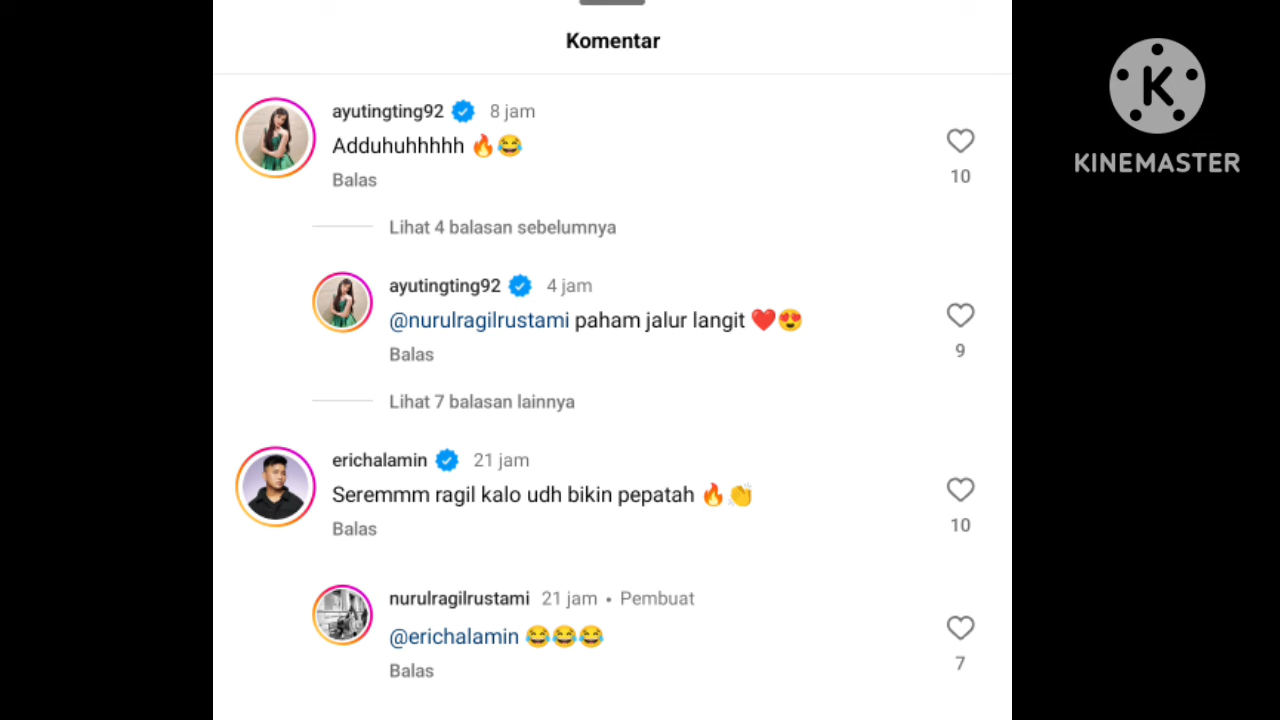 Komentar
ayutingting92 8 jam
Adduhuhhhhh 🔥😂
10
Balas
Lihat 4 balasan sebelumnya
ayutingting92 4 jam
@nurulragilrustami paham jalur langit ❤️😍
9
Balas
Lihat 7 balasan lainnya
erichalamin 21 jam
Seremmm ragil kalo udh bikin pepatah 🔥👏
10
Balas
nurulragilrustami 21 jam • Pembuat
@erichalamin 😂😂😂
7
Balas
K
KINEMASTER